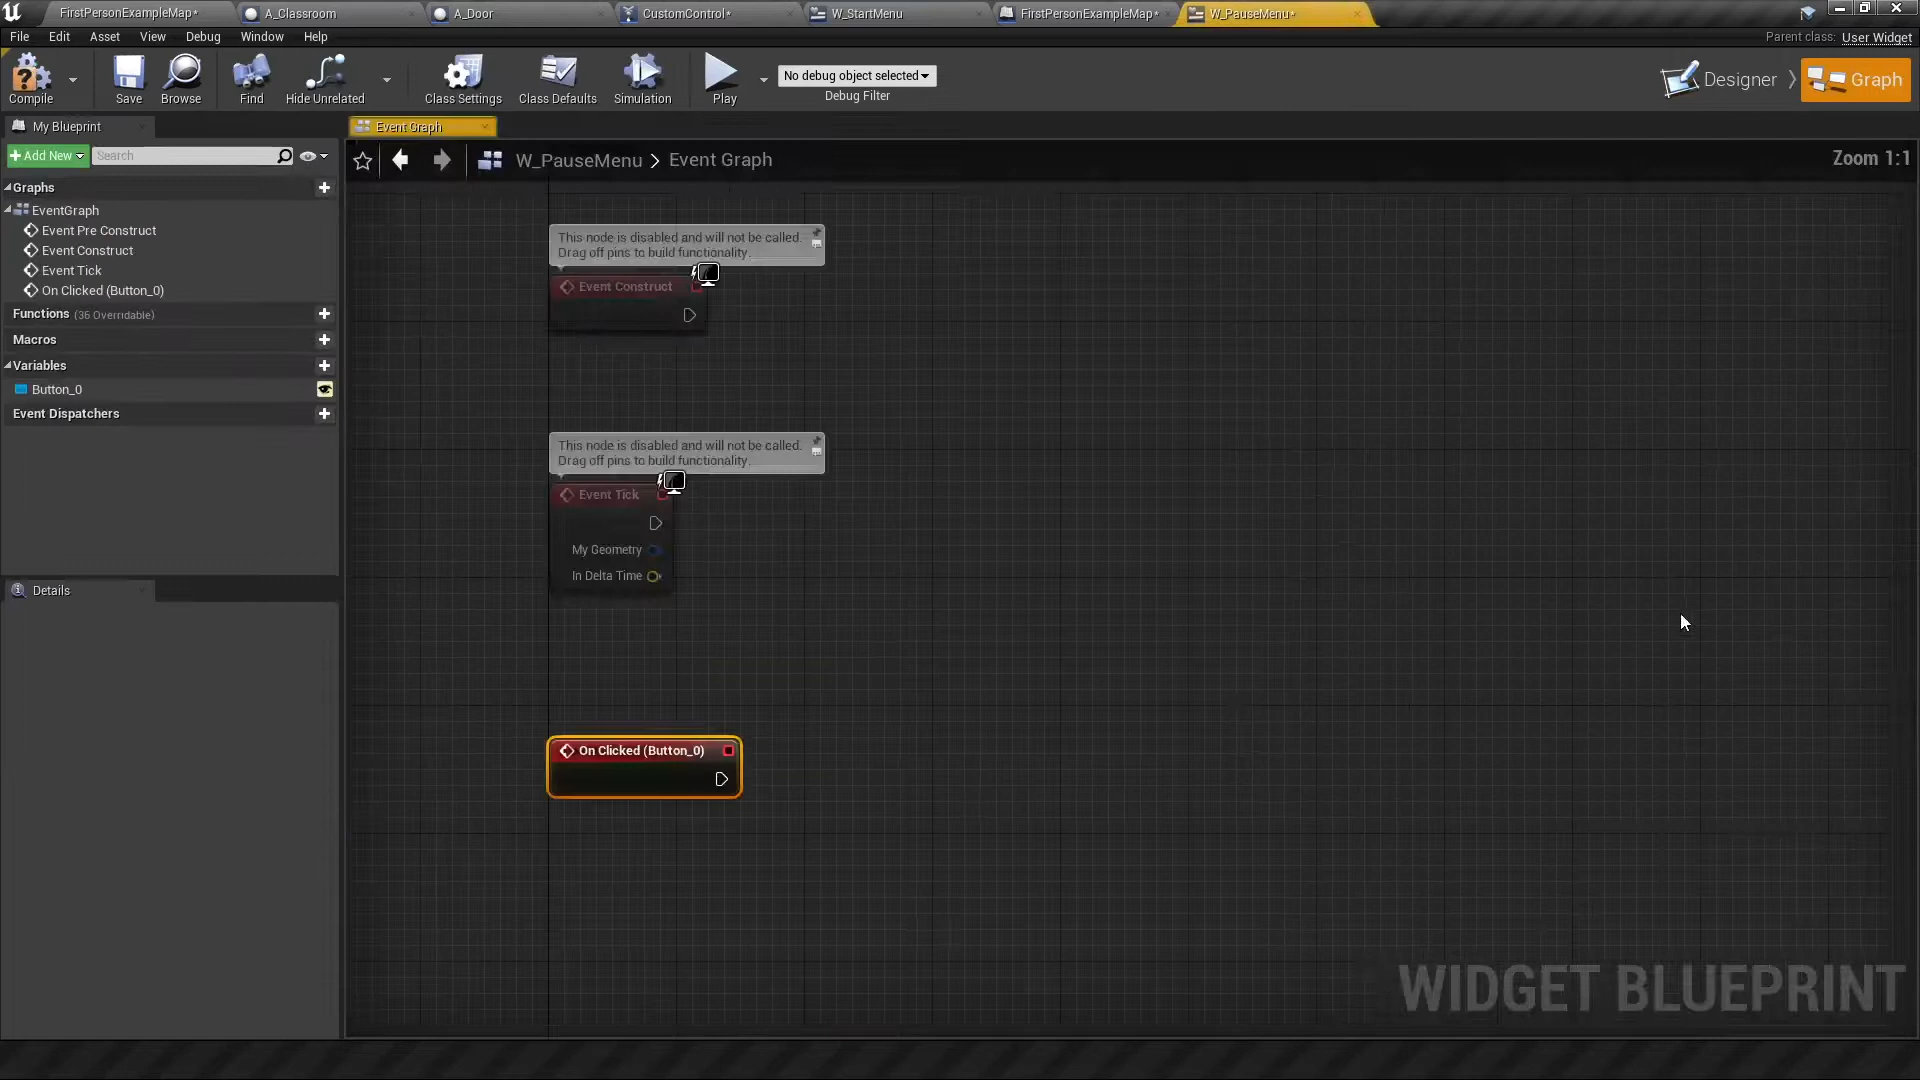 FirstPersonExampleMap*
A_Classroom
A_Door
CustomControl*
W_StartMenu
FirstPersonExampleMap*
W_PauseMenu*
File Edit Asset View Debug Window Help
Parent class: User Widget
Compile
Save
Browse
Find
Hide Unrelated
Class Settings
Class Defaults
Simulation
Play
No debug object selected
Debug Filter
Designer
Graph
My Blueprint
Event Graph
+Add New
Search
W_PauseMenu > Event Graph
Zoom 1:1
Graphs
EventGraph
Event Pre Construct
Event Construct
Event Tick
On Clicked (Button_0)
Functions (36 Overridable)
Macros
Variables
Button_0
Event Dispatchers
Details
This node is disabled and will not be called.
Drag off pins to build functionality.
Event Construct
This node is disabled and will not be called.
Drag off pins to build functionality.
Event Tick
My Geometry
In Delta Time
On Clicked (Button_0)
WIDGET BLUEPRINT